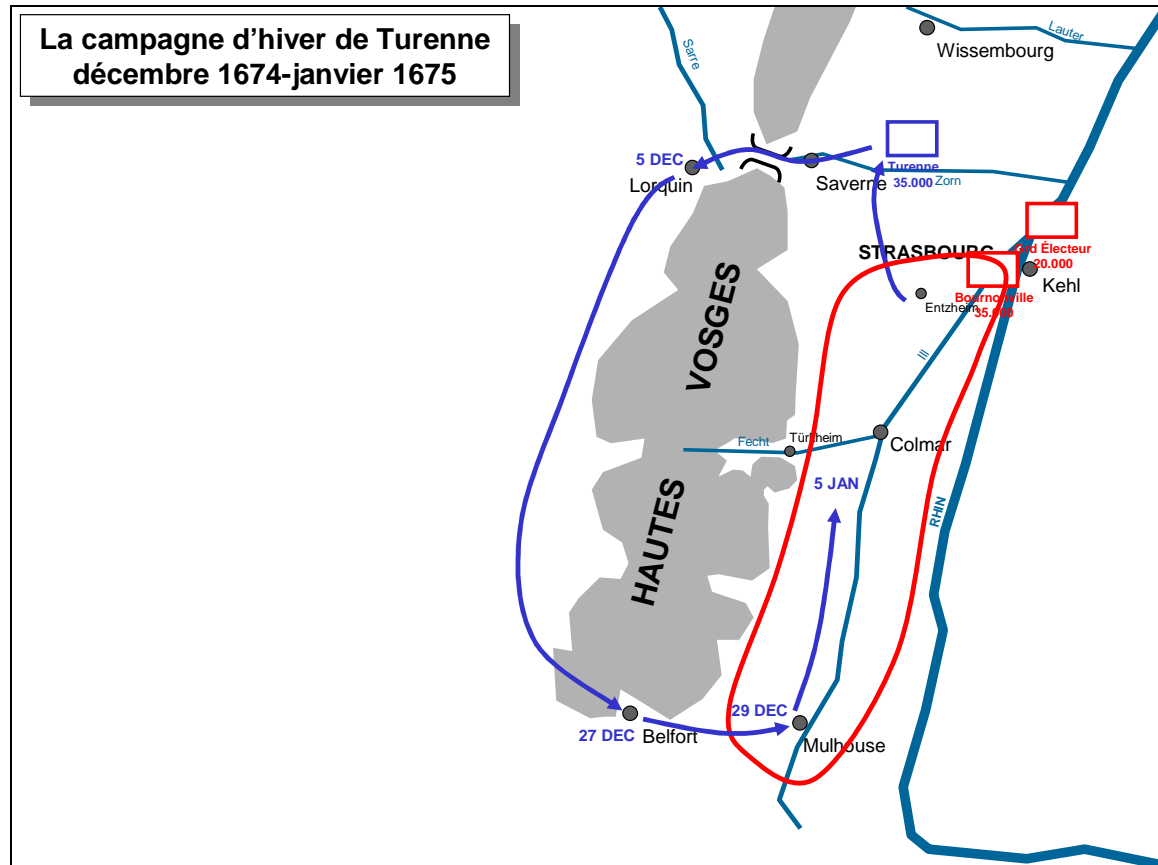 La campagne d'hiver de Turenne
décembre 1674-janvier 1675
Lauter
Wissembourg
Sarre
5 DEC
Lorquin
Saverne
Turenne
35.000
Zorn
STRASBOURG
Grd Électeur
20.000
Kehl
Bournonville
35.000
Entzheim
VOSGES
Ill
Fecht
Türkheim
Colmar
5 JAN
HAUTES
RHIN
29 DEC
27 DEC
Belfort
Mulhouse